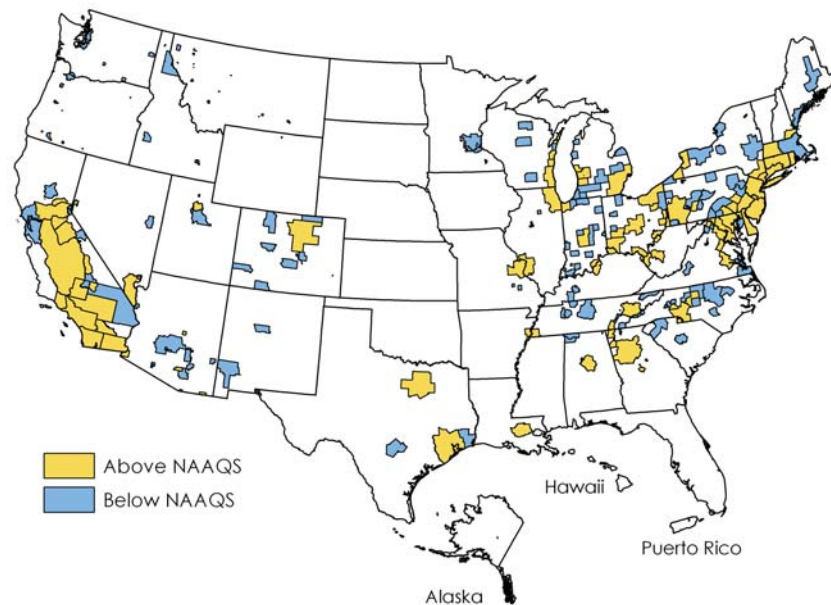 Above NAAQS
Below NAAQS
Hawaii
Puerto Rico
Alaska